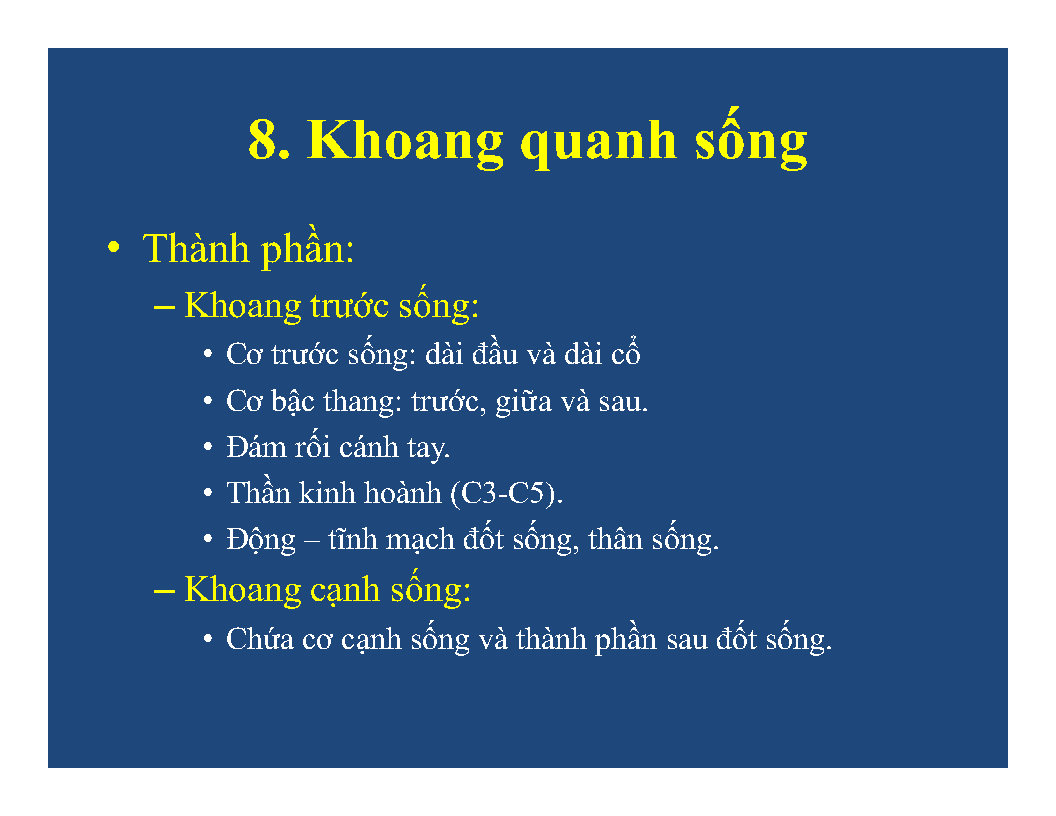 8. Khoang quanh sống
• Thành phần:
– Khoang trước sống:
• Cơ trước sống: dài đầu và dài cổ
• Cơ bậc thang: trước, giữa và sau.
• Đám rối cánh tay.
• Thần kinh hoành (C3-C5).
• Động – tĩnh mạch đốt sống, thân sống.
– Khoang cạnh sống:
• Chứa cơ cạnh sống và thành phần sau đốt sống.